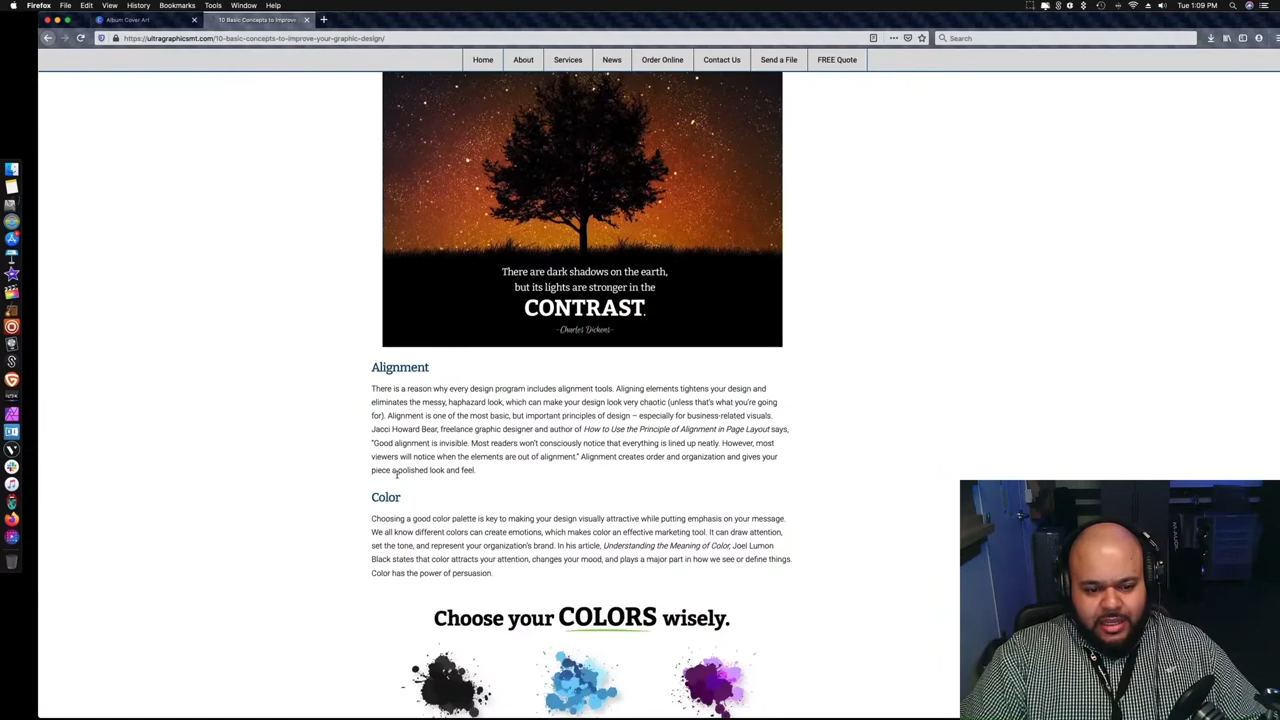 Firefox File Edit View History Bookmarks Tools Window Help
Tue 1:09 PM
Album Cover Art
10 Basic Concepts to Improve
https://ultragraphicsmt.com/10-basic-concepts-to-improve-your-graphic-design/
Search
Home About Services News Order Online Contact Us Send a File FREE Quote
There are dark shadows on the earth,
but its lights are stronger in the
CONTRAST.
-Charles Dickens-
Alignment
There is a reason why every design program includes alignment tools. Aligning elements tightens your design and
eliminates the messy, haphazard look, which can make your design look very chaotic (unless that's what you're going
for). Alignment is one of the most basic, but important principles of design – especially for business-related visuals.
Jacci Howard Bear, freelance graphic designer and author of How to Use the Principle of Alignment in Page Layout says,
"Good alignment is invisible. Most readers won't consciously notice that everything is lined up neatly. However, most
viewers will notice when the elements are out of alignment." Alignment creates order and organization and gives your
piece a polished look and feel.
Color
Choosing a good color palette is key to making your design visually attractive while putting emphasis on your message.
We all know different colors can create emotions, which makes color an effective marketing tool. It can draw attention,
set the tone, and represent your organization's brand. In his article, Understanding the Meaning of Color, Joel Lumon
Black states that color attracts your attention, changes your mood, and plays a major part in how we see or define things.
Color has the power of persuasion.
Choose your COLORS wisely.